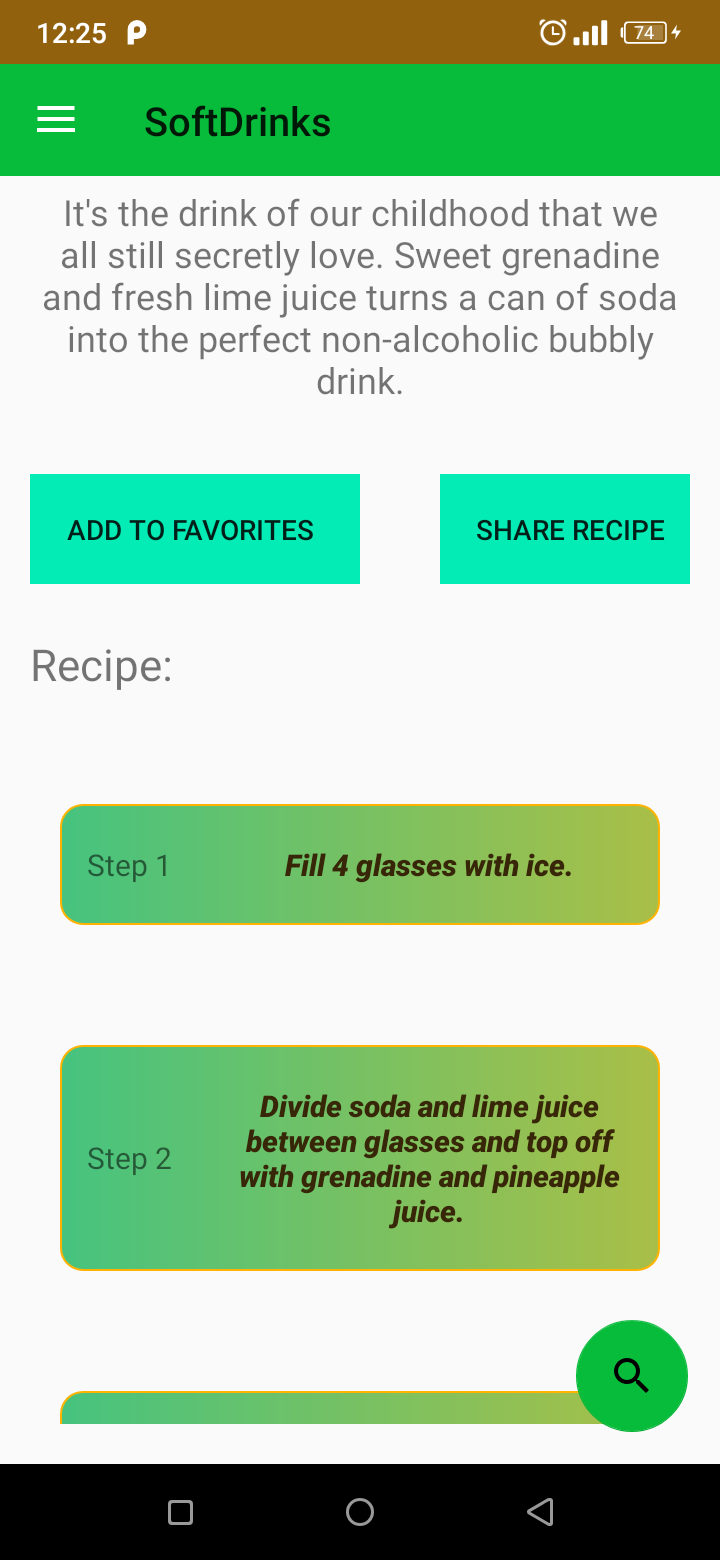 12:25
74
SoftDrinks
It's the drink of our childhood that we
all still secretly love. Sweet grenadine
and fresh lime juice turns a can of soda
into the perfect non-alcoholic bubbly
drink.
ADD TO FAVORITES
SHARE RECIPE
Recipe:
Step 1
Fill 4 glasses with ice.
Step 2
Divide soda and lime juice
between glasses and top off
with grenadine and pineapple
juice.